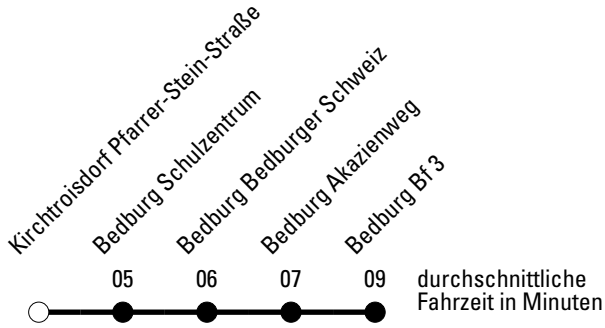 Kirchtroisdorf Pfarrer-Stein-Straße
Bedburg Schulzentrum
Bedburg Bedburger Schweiz
Bedburg Akazienweg
Bedburg Bf 3
05 06 07 09 durchschnittliche
Fahrzeit in Minuten